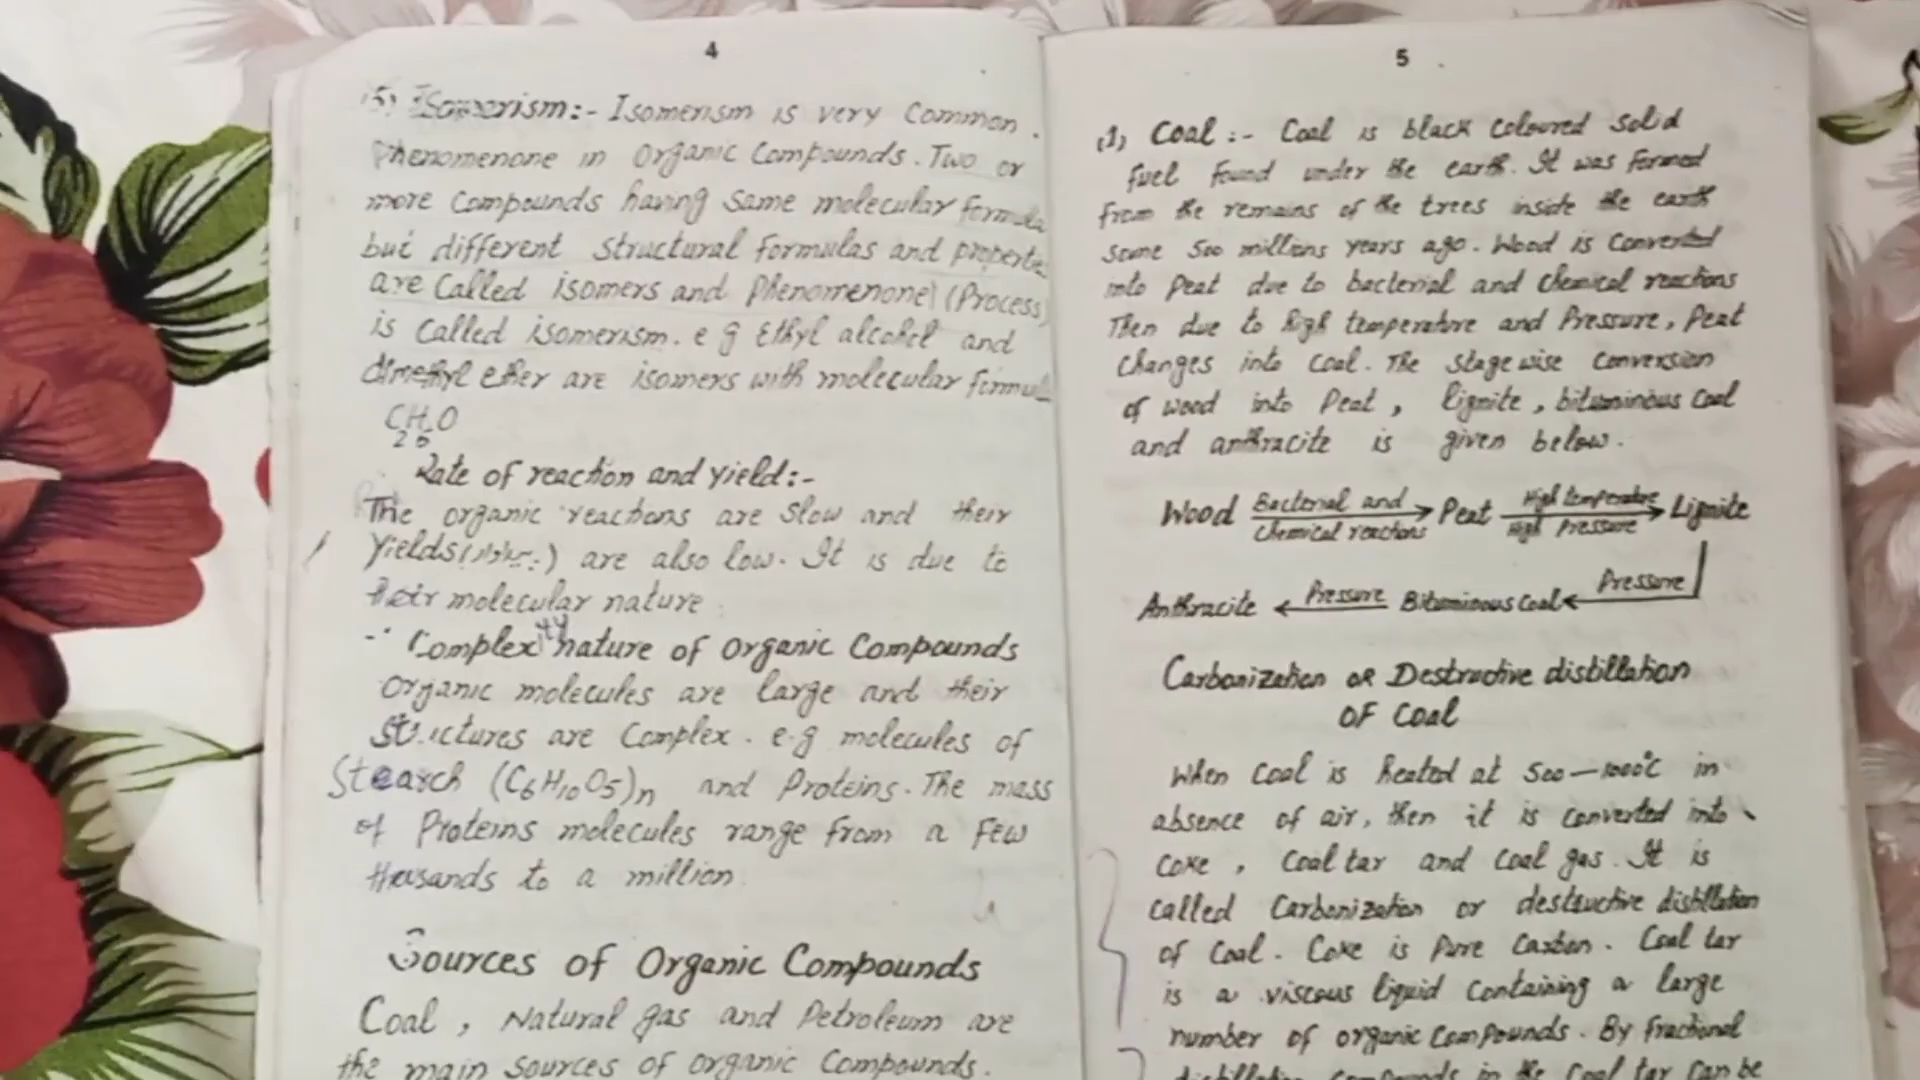 4
(5) Isomerism:- Isomerism is very Common.
Phenomenone in Organic Compounds. Two or
more Compounds having same molecular formula
but different structural formulas and properte
are Called isomers and Phenomenone (Process)
is Called isomerism. e g Ethyl alcohol and
dimethyl ether are isomers with molecular formul
C2H6O
Rate of reaction and yield:-
The organic reactions are slow and their
yields() are also low. It is due to
their molecular nature
Complexity nature of Organic Compounds
Organic molecules are large and their
Structures are Complex. e.g molecules of
Stearch (C6H10O5)n and Proteins. The mass
of Proteins molecules range from a Few
thousands to a million
Sources of Organic Compounds
Coal, Natural gas and Petroleum are
the main sources of organic Compounds.
5
(1) Coal :- Coal is black Coloured solid
fuel found under the earth. It was formed
from the remains of the trees inside the earth
some 500 millions years ago. Wood is Converted
into Peat due to bacterial and chemical reactions
Then due to high temperature and Pressure, Peat
Changes into Coal. The stage wise conversion
of wood into Peat, lignite, bituminous Coal
and anthracite is given below.
Wood Bacterial and Chemical reactions Peat High temperature High Pressure Lignite
Anthracite Pressure Bituminous Coal Pressure
Carbonization OR Destructive distillation
OF Coal
When Coal is heated at 500-1000°C in
absence of air, then it is converted into
Coke, Coal tar and Coal gas. It is
called Carbonization or destructive distillation
of Coal. Coke is Pure Carbon. Coal tar
is a viscous liquid Containing a large
number of organic Compounds. By fractional
distillation compounds in the Coal tar can be